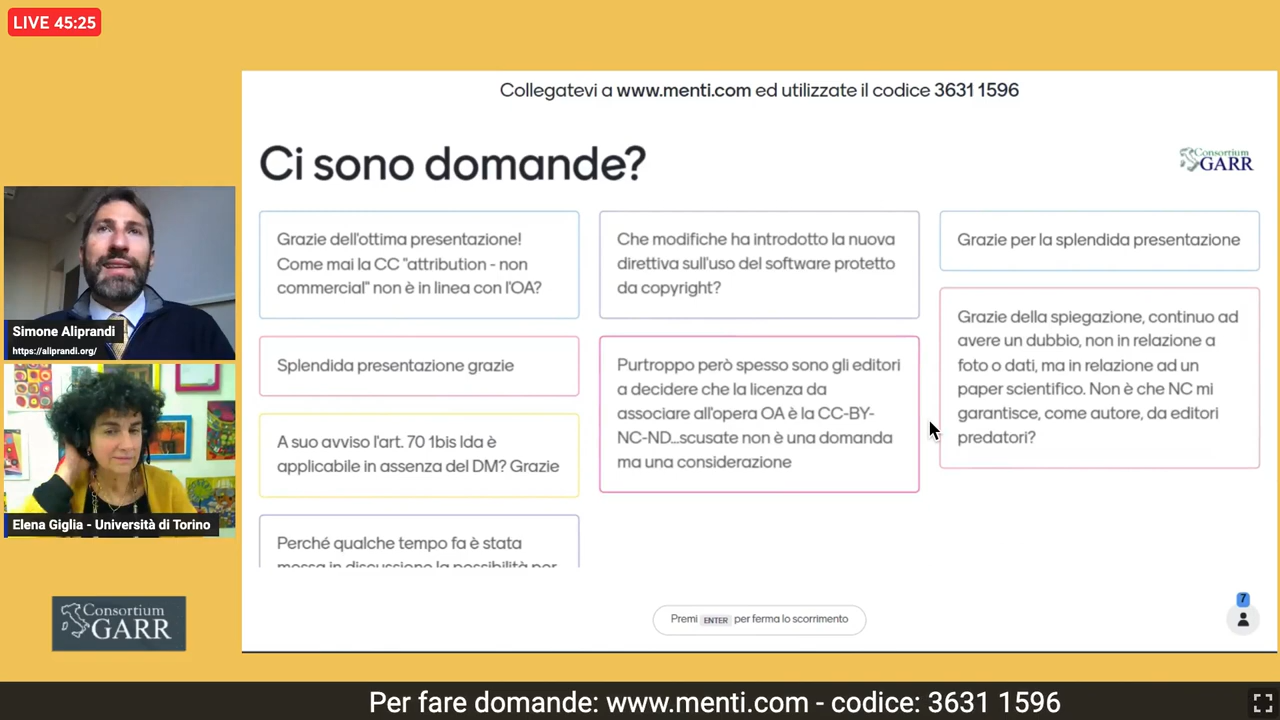 LIVE 45:25
Collegatevi a www.menti.com ed utilizzate il codice 3631 1596
Ci sono domande?
Consortium
GARR
Grazie dell'ottima presentazione!
Come mai la CC "attribution - non
commercial" non è in linea con l'OA?
Splendida presentazione grazie
A suo avviso l'art. 70 1bis lda è
applicabile in assenza del DM? Grazie
Perché qualche tempo fa è stata
messa in discussione la possibilità per
Che modifiche ha introdotto la nuova
direttiva sull'uso del software protetto
da copyright?
Purtroppo però spesso sono gli editori
a decidere che la licenza da
associare all'opera OA è la CC-BY-
NC-ND...scusate non è una domanda
ma una considerazione
Grazie per la splendida presentazione
Grazie della spiegazione, continuo ad
avere un dubbio, non in relazione a
foto o dati, ma in relazione ad un
paper scientifico. Non è che NC mi
garantisce, come autore, da editori
predatori?
Simone Aliprandi
https://aliprandi.org/
Elena Giglia - Università di Torino
Consortium
GARR
Premi ENTER per ferma lo scorrimento
7
Per fare domande: www.menti.com - codice: 3631 1596